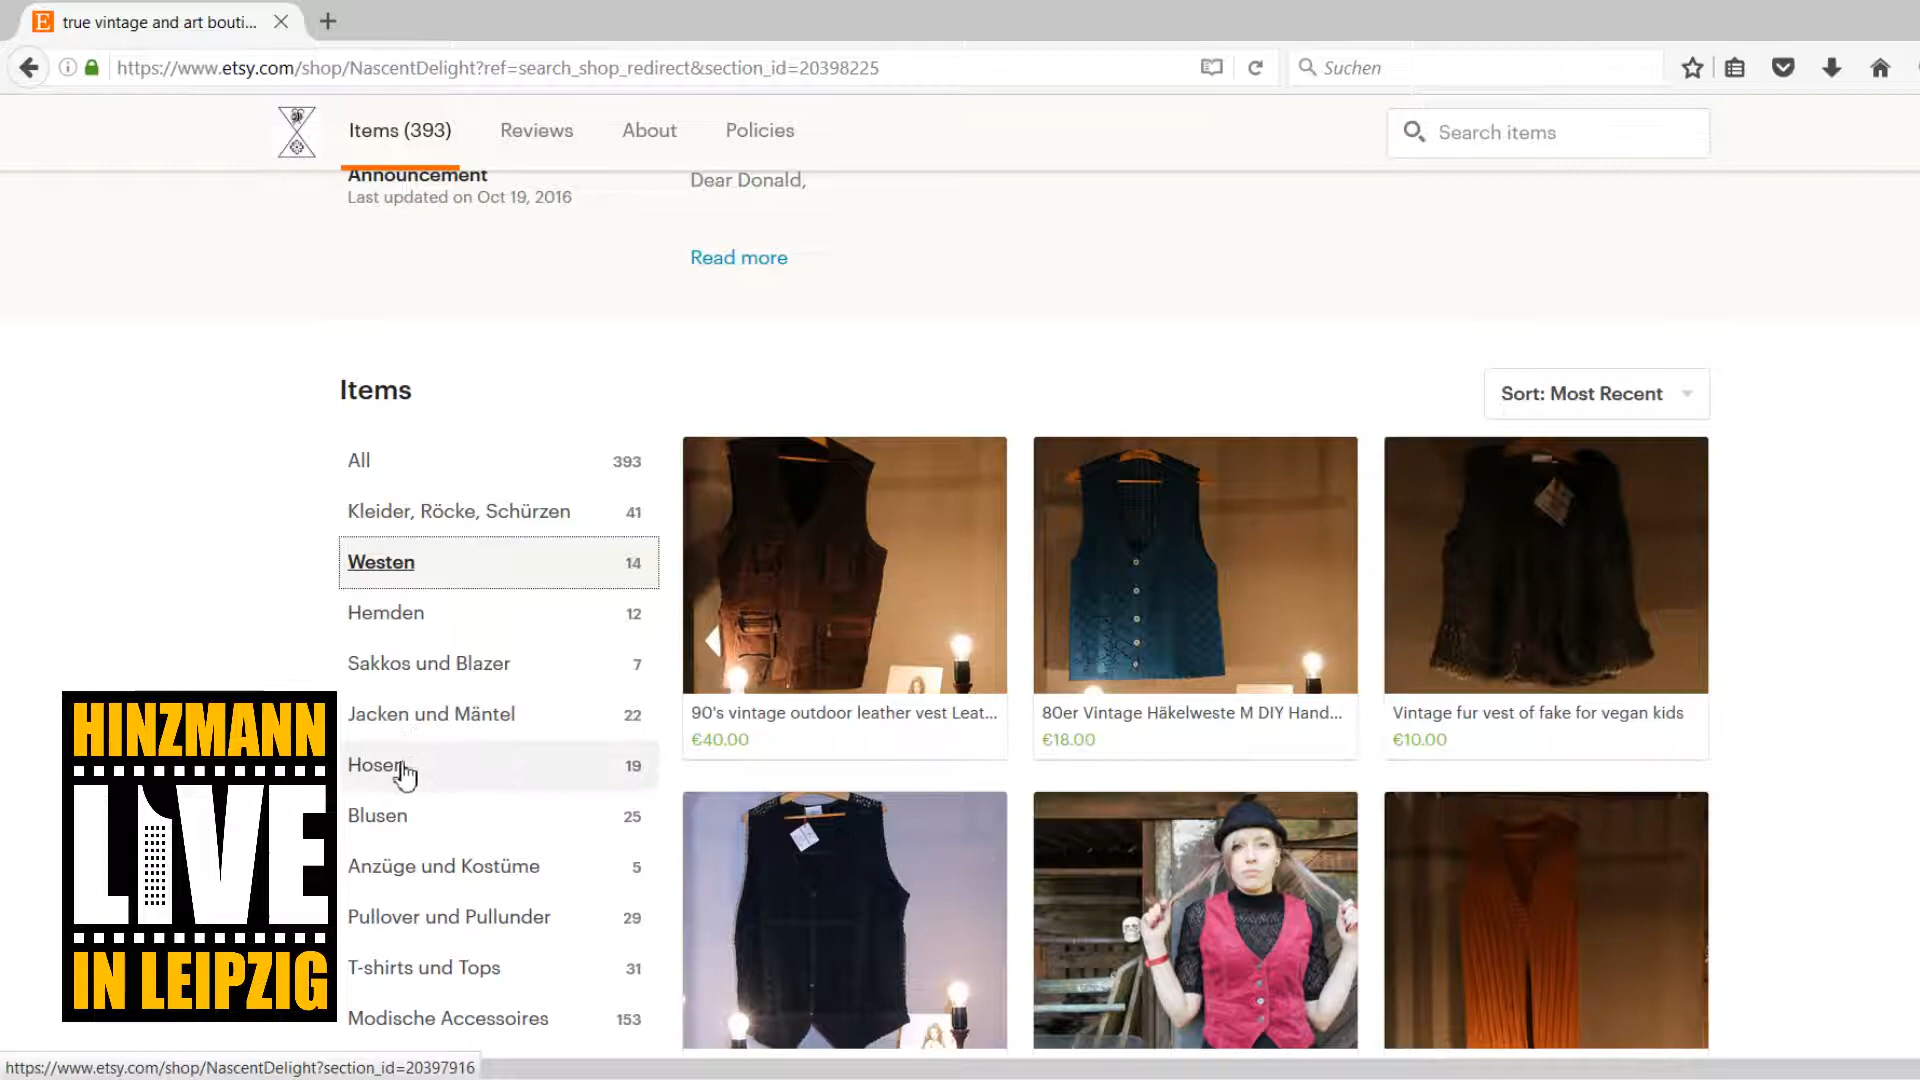 true vintage and art bouti...
https://www.etsy.com/shop/NascentDelight?ref=search_shop_redirect&section_id=20398225
Suchen
Items (393)
Reviews
About
Policies
Search items
Announcement
Last updated on Oct 19, 2016
Dear Donald,
Read more
Items
Sort: Most Recent
All 393
Kleider, Röcke, Schürzen 41
Westen 14
Hemden 12
Sakkos und Blazer 7
Jacken und Mäntel 22
Hosen 19
Blusen 25
Anzüge und Kostüme 5
Pullover und Pullunder 29
T-shirts und Tops 31
Modische Accessoires 153
90's vintage outdoor leather vest Leat...
€40.00
80er Vintage Häkelweste M DIY Hand...
€18.00
Vintage fur vest of fake for vegan kids
€10.00
HINZMANN
LIVE
IN LEIPZIG
https://www.etsy.com/shop/NascentDelight?section_id=20397916